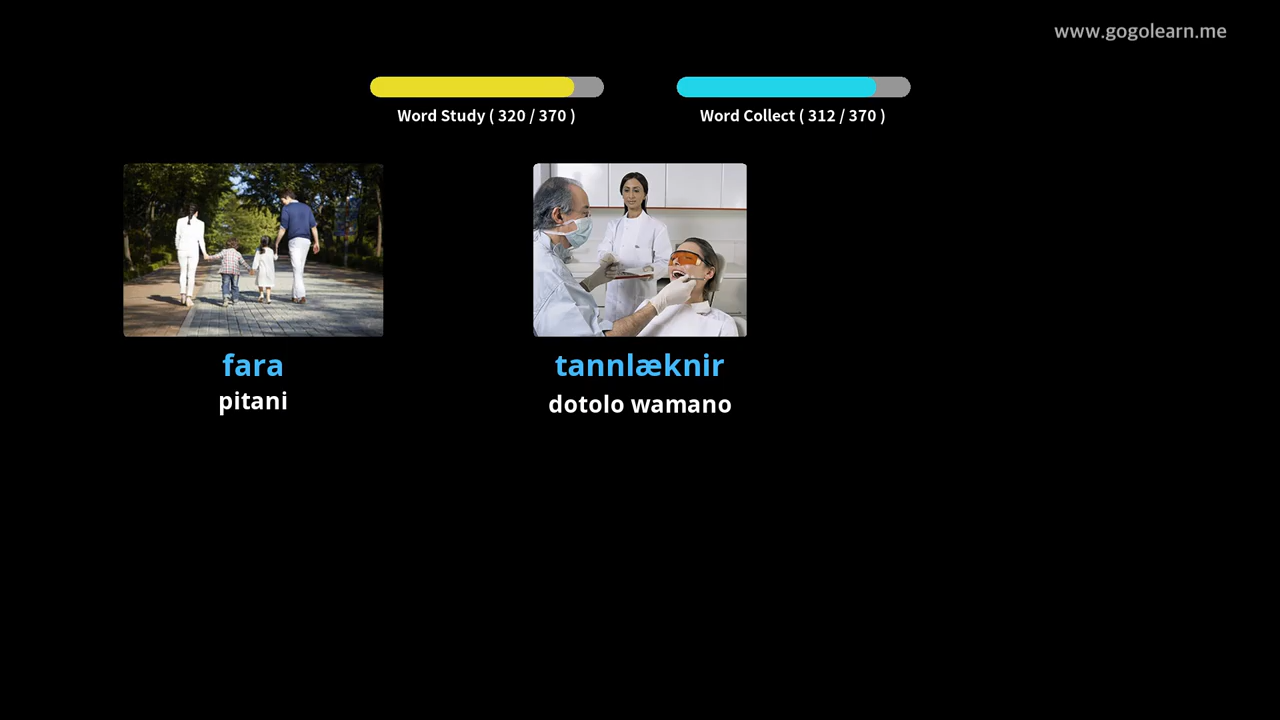 www.gogolearn.me
Word Study ( 320 / 370 )
Word Collect ( 312 / 370 )
fara
pitani
tannlæknir
dotolo wamano